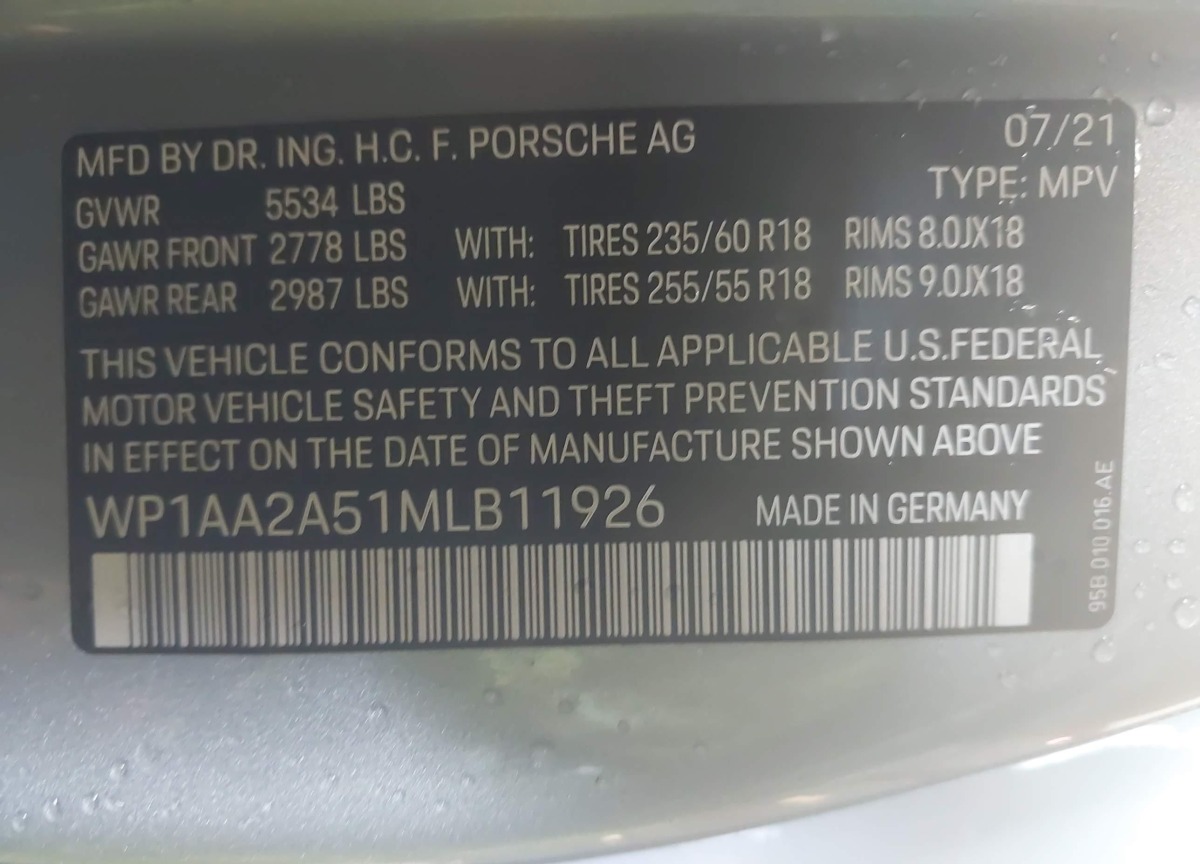 MFD BY DR. ING. H.C. F. PORSCHE AG 07/21
GVWR 5534 LBS TYPE: MPV
GAWR FRONT 2778 LBS WITH: TIRES 235/60 R18 RIMS 8.0JX18
GAWR REAR 2987 LBS WITH: TIRES 255/55 R18 RIMS 9.0JX18
THIS VEHICLE CONFORMS TO ALL APPLICABLE U.S.FEDERAL
MOTOR VEHICLE SAFETY AND THEFT PREVENTION STANDARDS
IN EFFECT ON THE DATE OF MANUFACTURE SHOWN ABOVE
WP1AA2A51MLB11926 MADE IN GERMANY
95B 010 016.AE